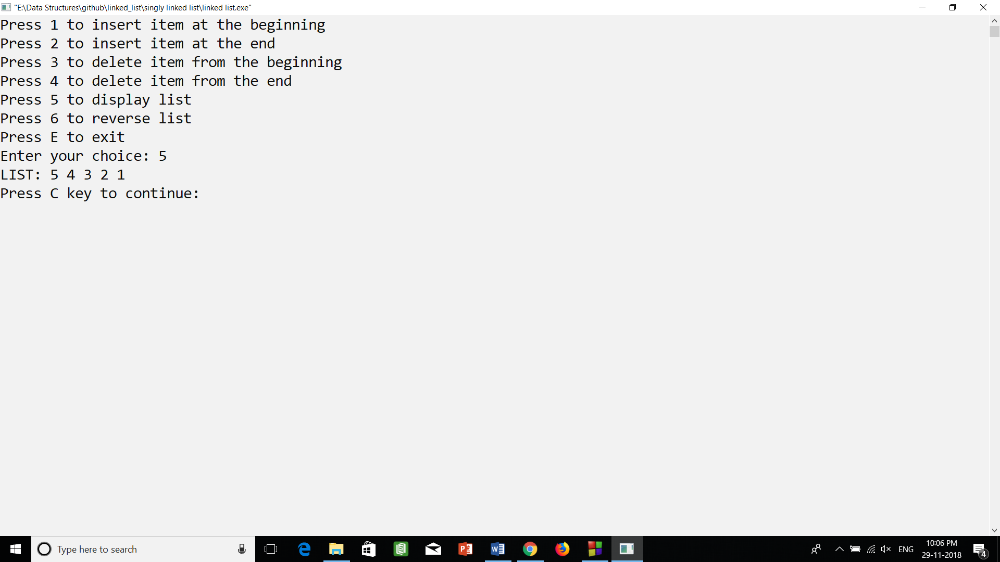 "E:\Data Structures\github\linked_list\singly linked list\linked list.exe"
Press 1 to insert item at the beginning
Press 2 to insert item at the end
Press 3 to delete item from the beginning
Press 4 to delete item from the end
Press 5 to display list
Press 6 to reverse list
Press E to exit
Enter your choice: 5
LIST: 5 4 3 2 1
Press C key to continue:
Type here to search
ENG
10:06 PM
29-11-2018
4